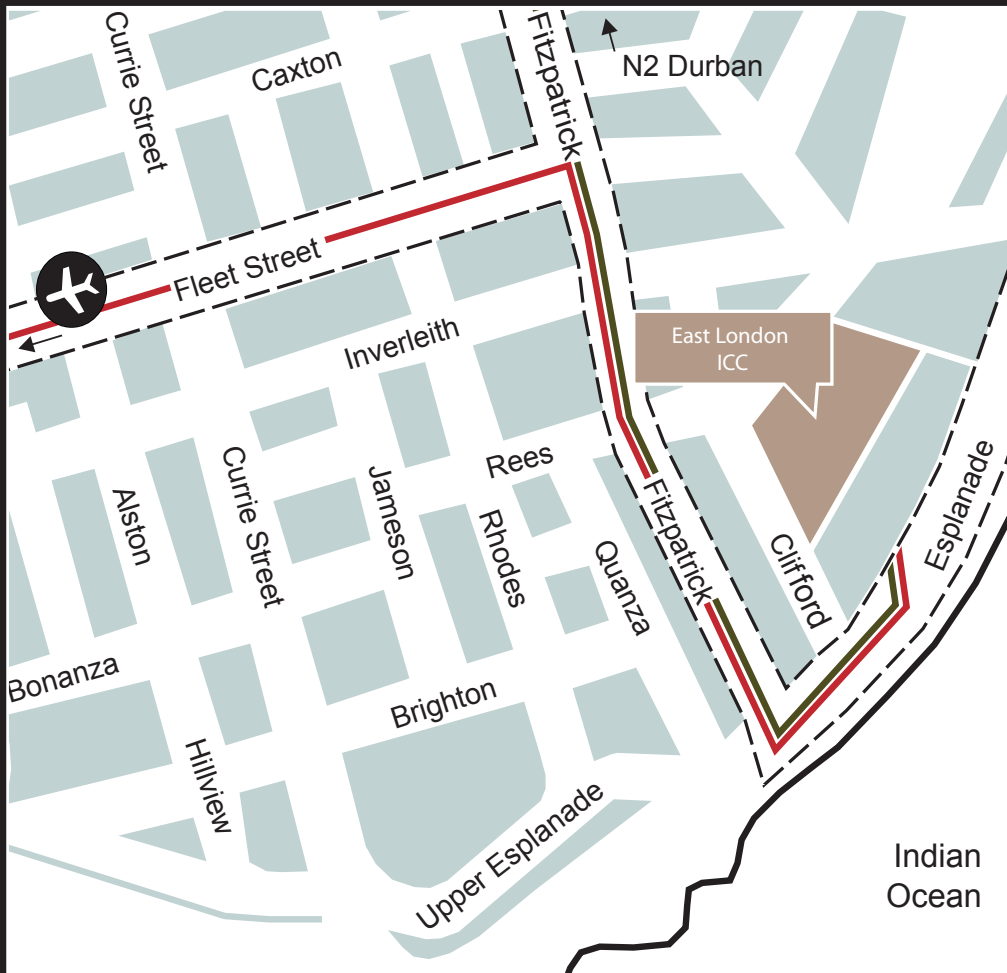 Currie Street
Caxton
Fitzpatrick
N2 Durban
Fleet Street
Inverleith
East London
ICC
Rees
Esplanade
Alston
Currie Street
Jameson
Rhodes
Quanza
Fitzpatrick
Clifford
Bonanza
Brighton
Hillview
Upper Esplanade
Indian
Ocean